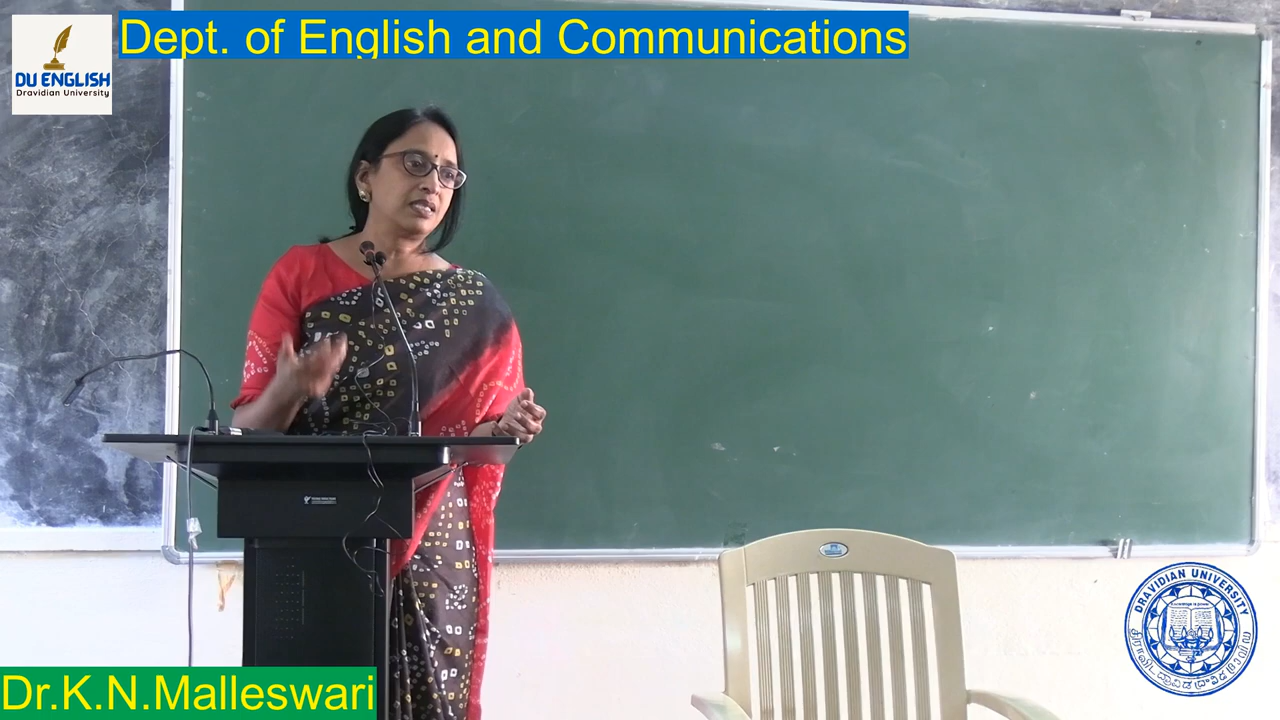 Dept. of English and Communications
DU ENGLISH
Dravidian University
DRAVIDIAN UNIVERSITY
Dr.K.N.Malleswari